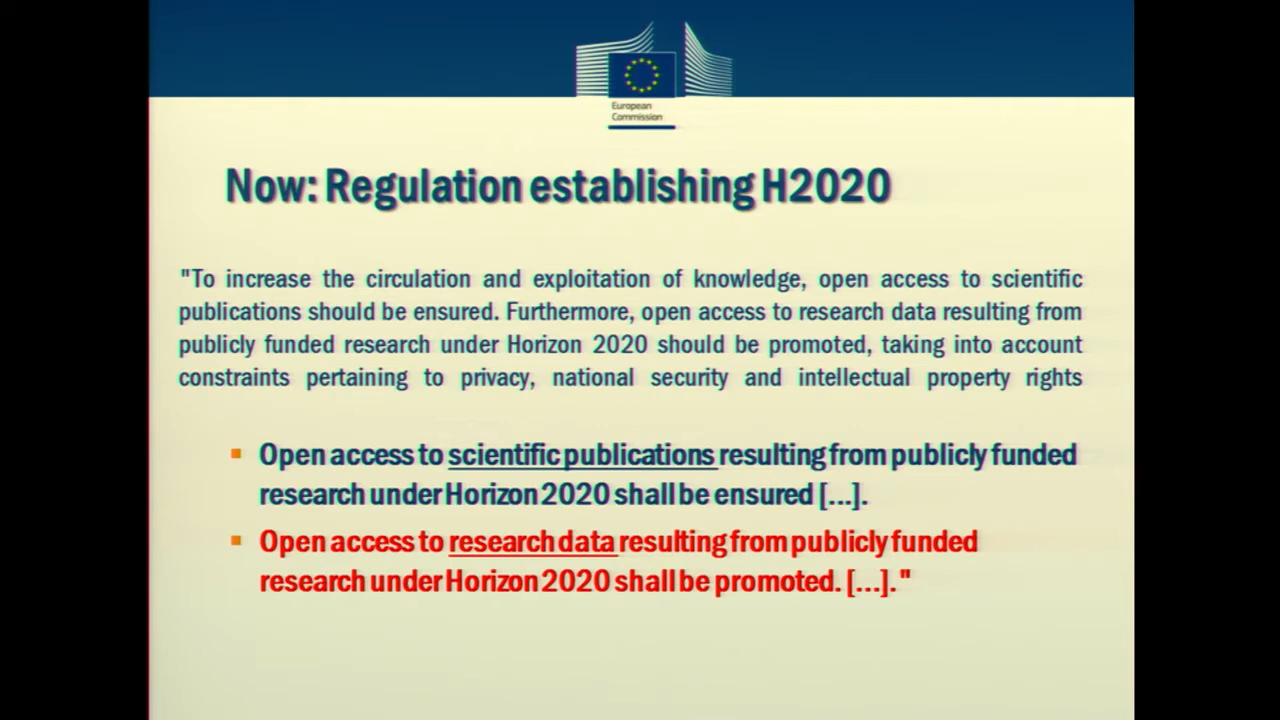 European
Commission
Now: Regulation establishing H2020
"To increase the circulation and exploitation of knowledge, open access to scientific
publications should be ensured. Furthermore, open access to research data resulting from
publicly funded research under Horizon 2020 should be promoted, taking into account
constraints pertaining to privacy, national security and intellectual property rights
▪ Open access to scientific publications resulting from publicly funded
research under Horizon 2020 shall be ensured [...].
▪ Open access to research data resulting from publicly funded
research under Horizon 2020 shall be promoted. [...]."